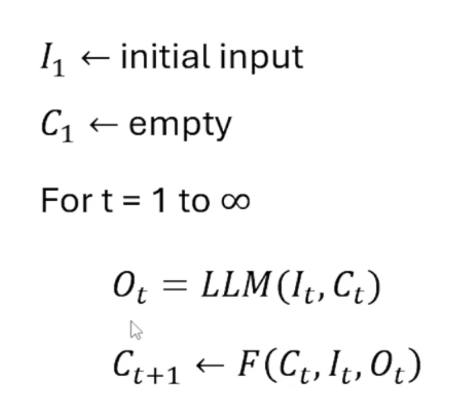 I₁ ← initial input
C₁ ← empty
For t = 1 to ∞
Oₜ = LLM(Iₜ, Cₜ)
Cₜ₊₁ ← F(Cₜ, Iₜ, Oₜ)